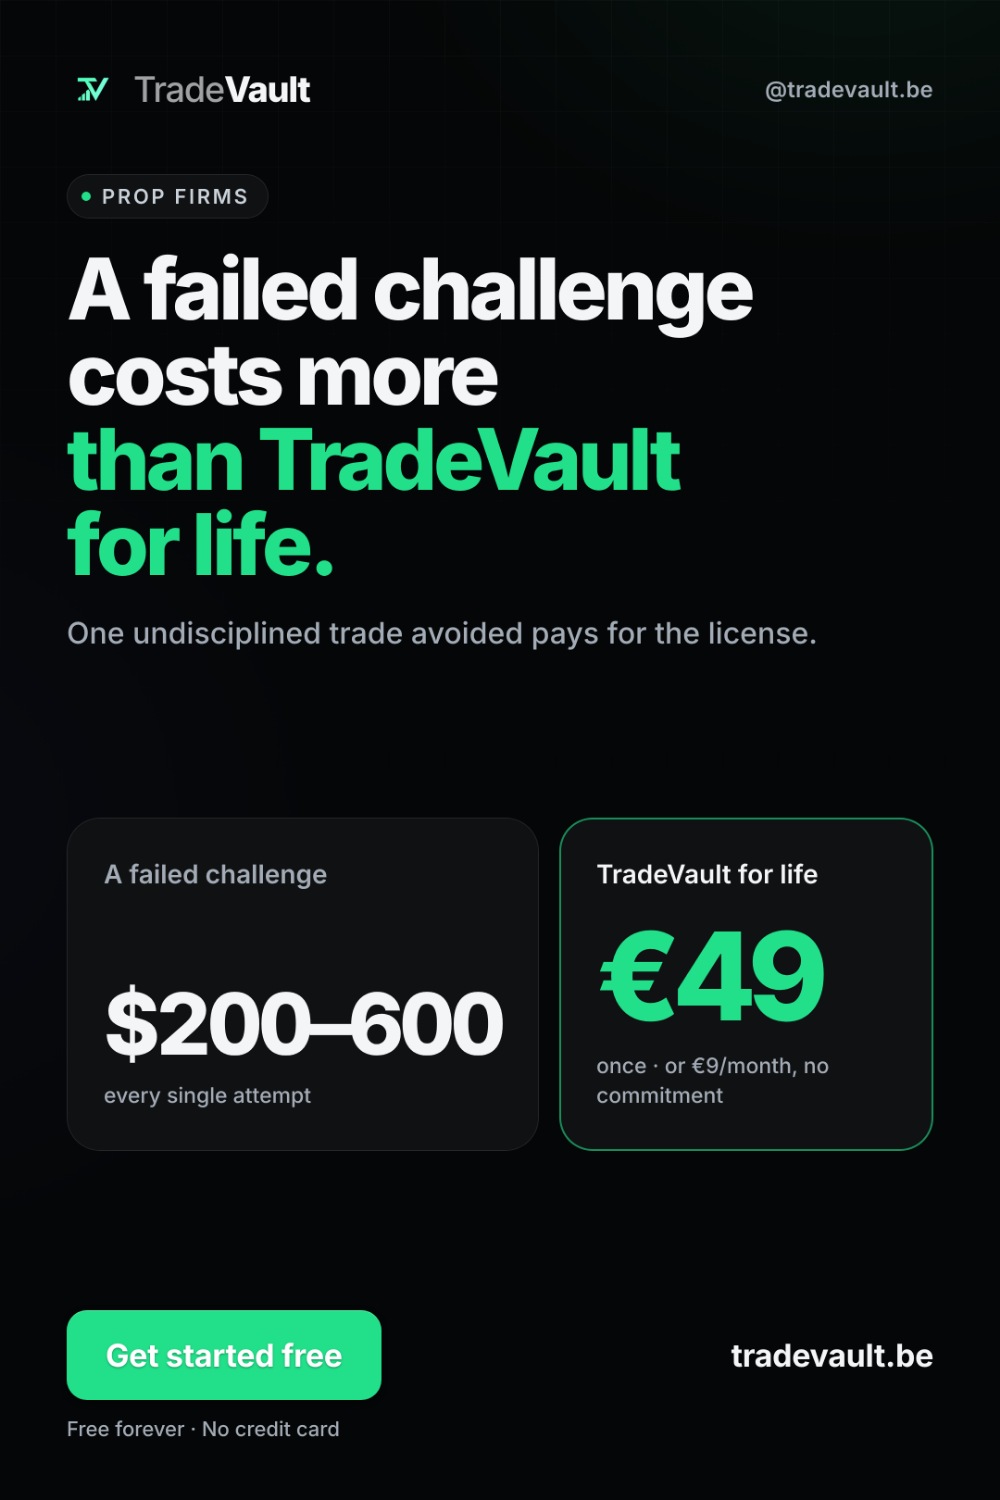 TradeVault
@tradevault.be
PROP FIRMS
A failed challenge
costs more
than TradeVault
for life.
One undisciplined trade avoided pays for the license.
A failed challenge
$200–600
every single attempt
TradeVault for life
€49
once · or €9/month, no
commitment
Get started free
tradevault.be
Free forever · No credit card